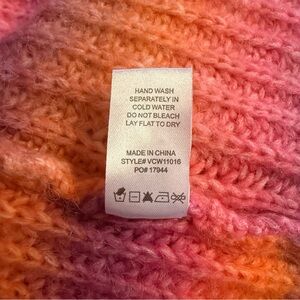 HAND WASH
SEPARATELY IN
COLD WATER
DO NOT BLEACH
LAY FLAT TO DRY
MADE IN CHINA
STYLE# VCW11016
PO# 17944